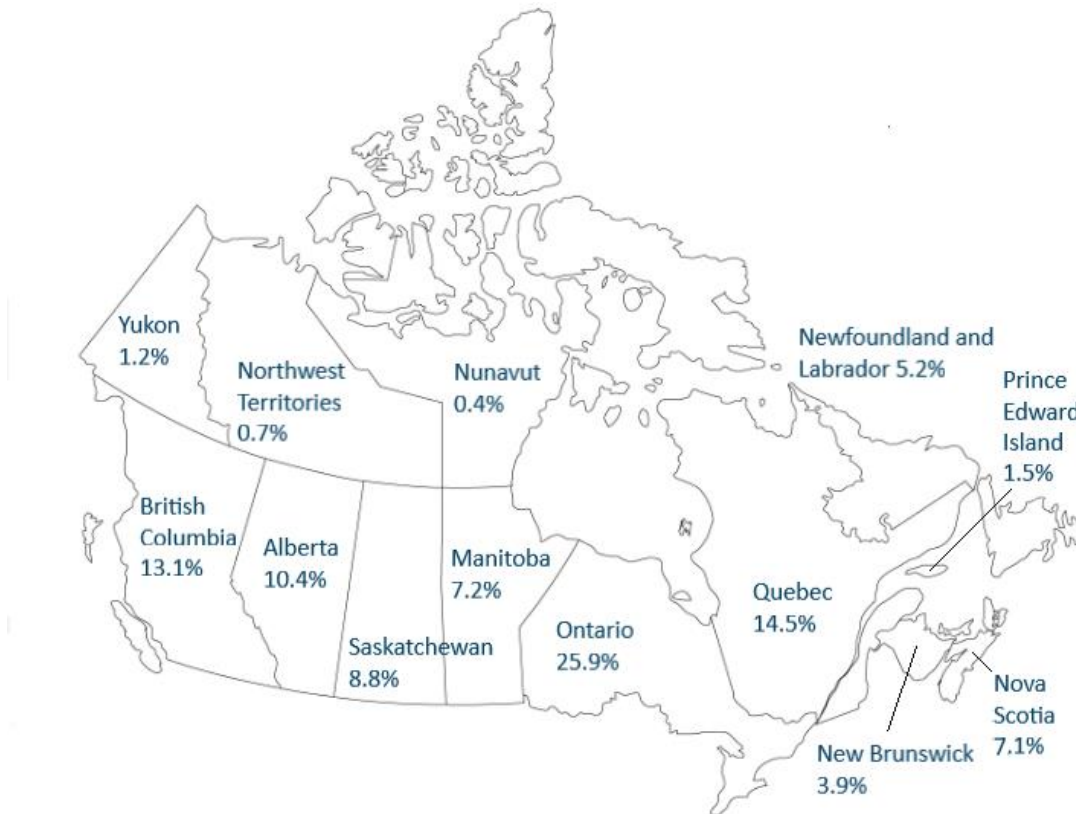 Yukon
1.2%
Northwest
Territories
0.7%
Nunavut
0.4%
Newfoundland and
Labrador 5.2%
Prince
Edward
Island
1.5%
British
Columbia
13.1%
Alberta
10.4%
Saskatchewan
8.8%
Manitoba
7.2%
Ontario
25.9%
Quebec
14.5%
New Brunswick
3.9%
Nova
Scotia
7.1%